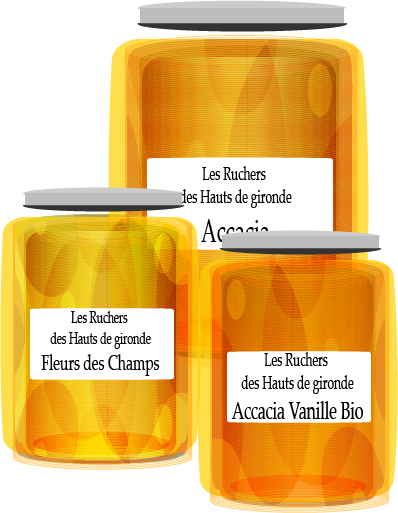 Les Ruchers
des Hauts de gironde
Accacia
Les Ruchers
des Hauts de gironde
Fleurs des Champs
Les Ruchers
des Hauts de gironde
Accacia Vanille Bio